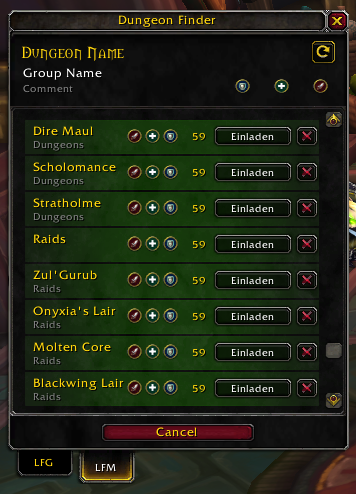 Dungeon Finder
Dungeon Name
Group Name
Comment
Dire Maul 59 Einladen
Dungeons
Scholomance 59 Einladen
Dungeons
Stratholme 59 Einladen
Dungeons
Raids 59 Einladen
Zul'Gurub 59 Einladen
Raids
Onyxia's Lair 59 Einladen
Raids
Molten Core 59 Einladen
Raids
Blackwing Lair 59 Einladen
Raids
Cancel
LFG
LFM